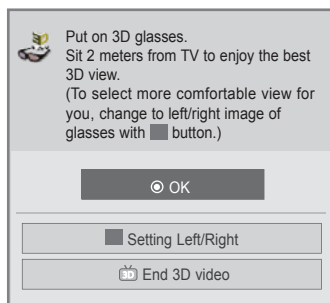 Put on 3D glasses.
Sit 2 meters from TV to enjoy the best
3D view.
(To select more comfortable view for
you, change to left/right image of
glasses with button.)
OK
Setting Left/Right
3D End 3D video